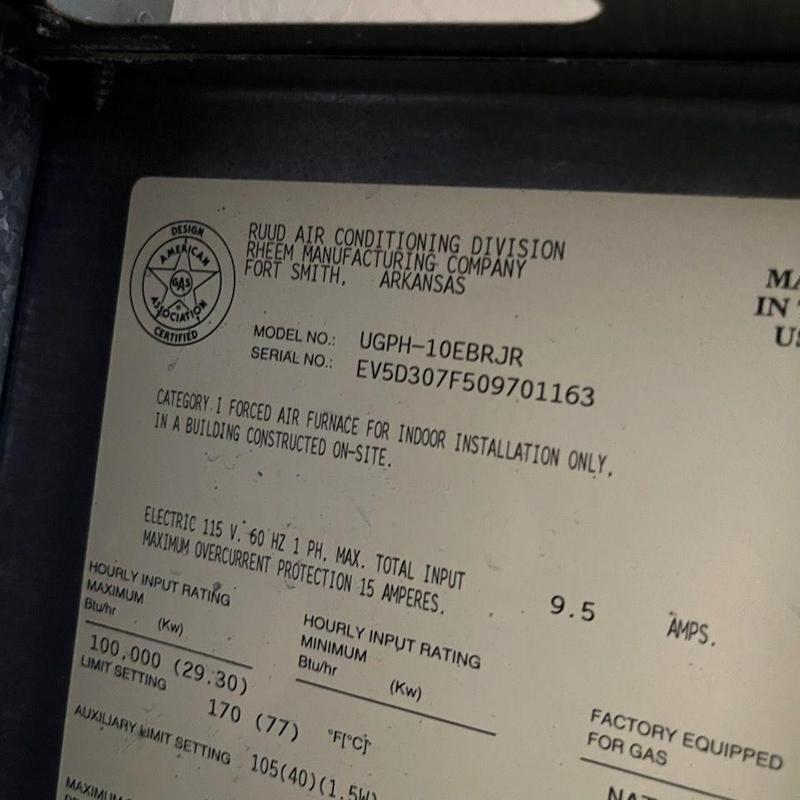 DESIGN
AMERICAN
GAS
ASSOCIATION
CERTIFIED
RUUD AIR CONDITIONING DIVISION
RHEEM MANUFACTURING COMPANY
FORT SMITH, ARKANSAS
MODEL NO.: UGPH-10EBRJR
SERIAL NO.: EV5D307F509701163
CATEGORY I FORCED AIR FURNACE FOR INDOOR INSTALLATION ONLY,
IN A BUILDING CONSTRUCTED ON-SITE.
ELECTRIC 115 V. 60 HZ 1 PH. MAX. TOTAL INPUT 9.5 AMPS.
MAXIMUM OVERCURRENT PROTECTION 15 AMPERES.
HOURLY INPUT RATING
MAXIMUM
Btu/hr (Kw)
100,000 (29.30)
HOURLY INPUT RATING
MINIMUM
Btu/hr (Kw)
LIMIT SETTING 170 (77) °F[°C]
AUXILIARY LIMIT SETTING 105(40)(1.5W)
FACTORY EQUIPPED
FOR GAS